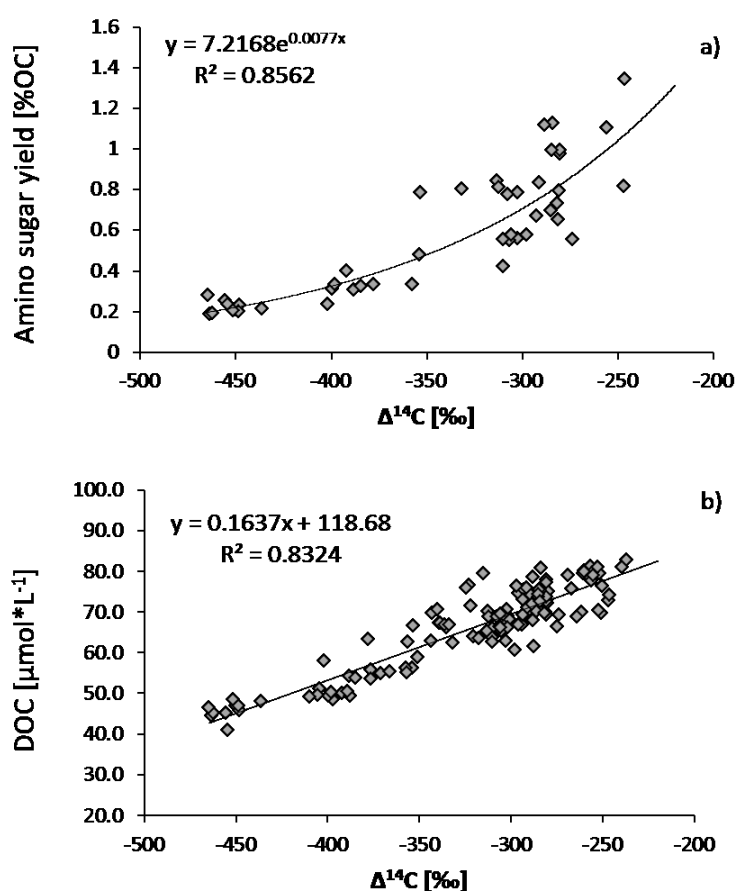 a)
y = 7.2168e^0.0077x
R² = 0.8562
Amino sugar yield [%OC]
1.6
1.4
1.2
1
0.8
0.6
0.4
0.2
0
-500 -450 -400 -350 -300 -250 -200
Δ¹⁴C [‰]
b)
y = 0.1637x + 118.68
R² = 0.8324
DOC [µmol*L⁻¹]
100.0
90.0
80.0
70.0
60.0
50.0
40.0
30.0
20.0
-500 -450 -400 -350 -300 -250 -200
Δ¹⁴C [‰]